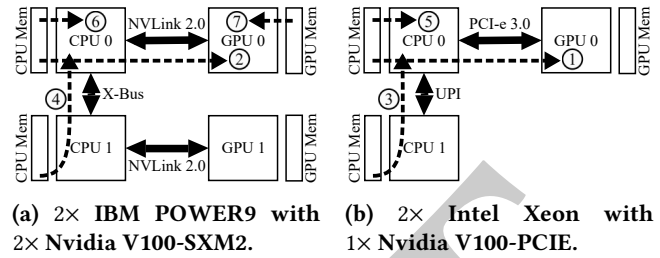 CPU Mem
⑥
CPU 0
NVLink 2.0
⑦
GPU 0
②
GPU Mem
④
X-Bus
CPU Mem
CPU 1
NVLink 2.0
GPU 1
GPU Mem
(a) 2× IBM POWER9 with
2× Nvidia V100-SXM2.
CPU Mem
⑤
CPU 0
PCI-e 3.0
GPU 0
①
GPU Mem
③
UPI
CPU Mem
CPU 1
(b) 2× Intel Xeon with
1× Nvidia V100-PCIE.